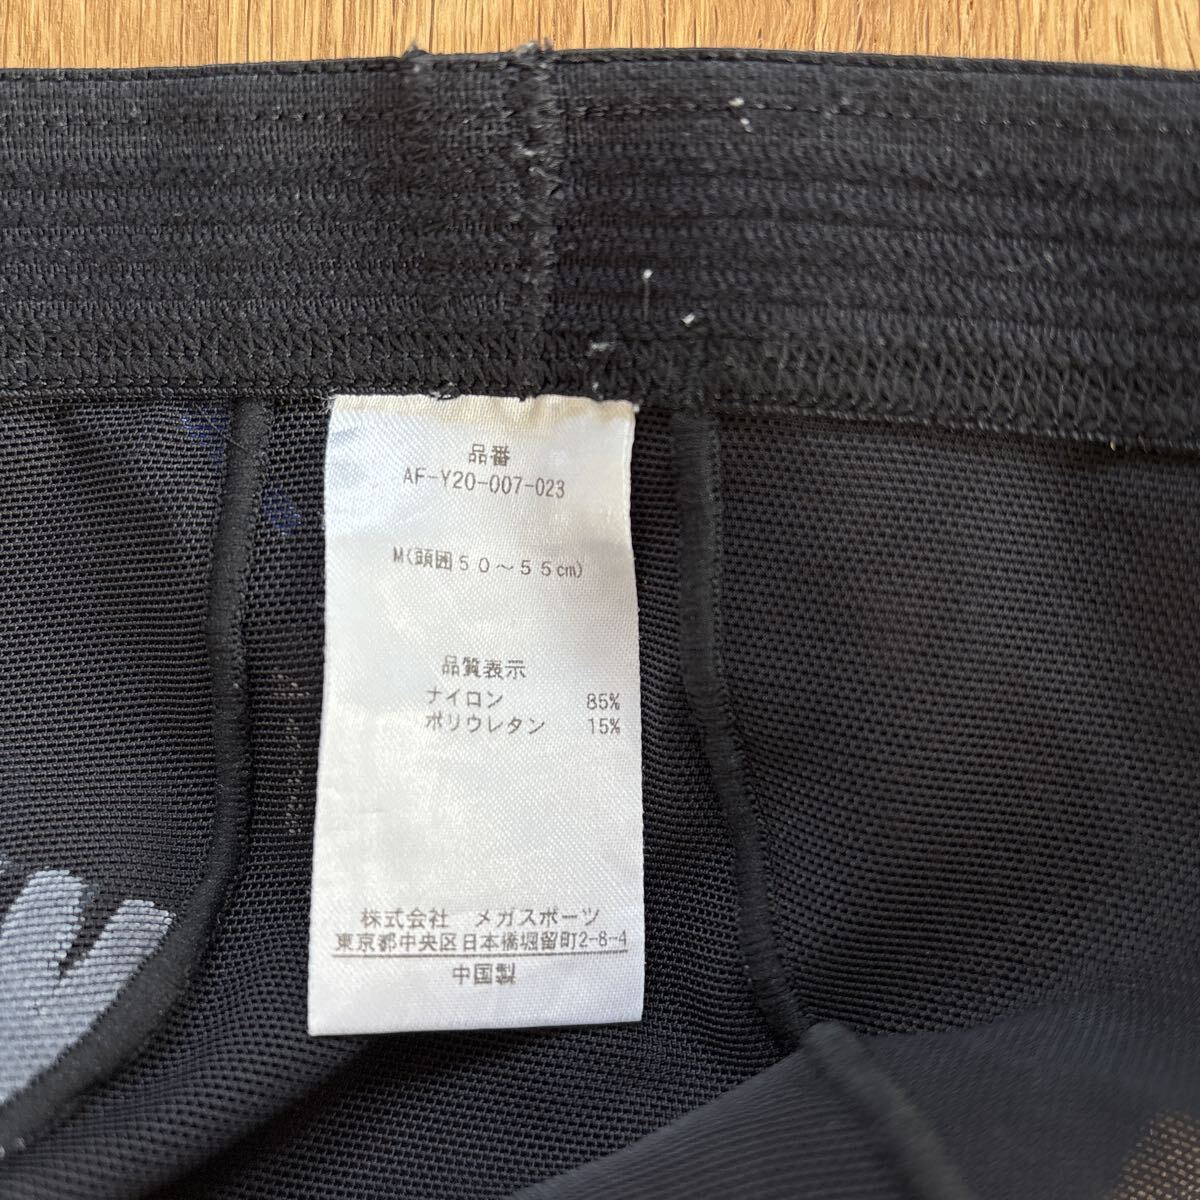 品番
AF-Y20-007-023
M(頭囲50～55cm)
品質表示
ナイロン 85%
ポリウレタン 15%
株式会社 メガスポーツ
東京都中央区日本橋堀留町2-8-4
中国製